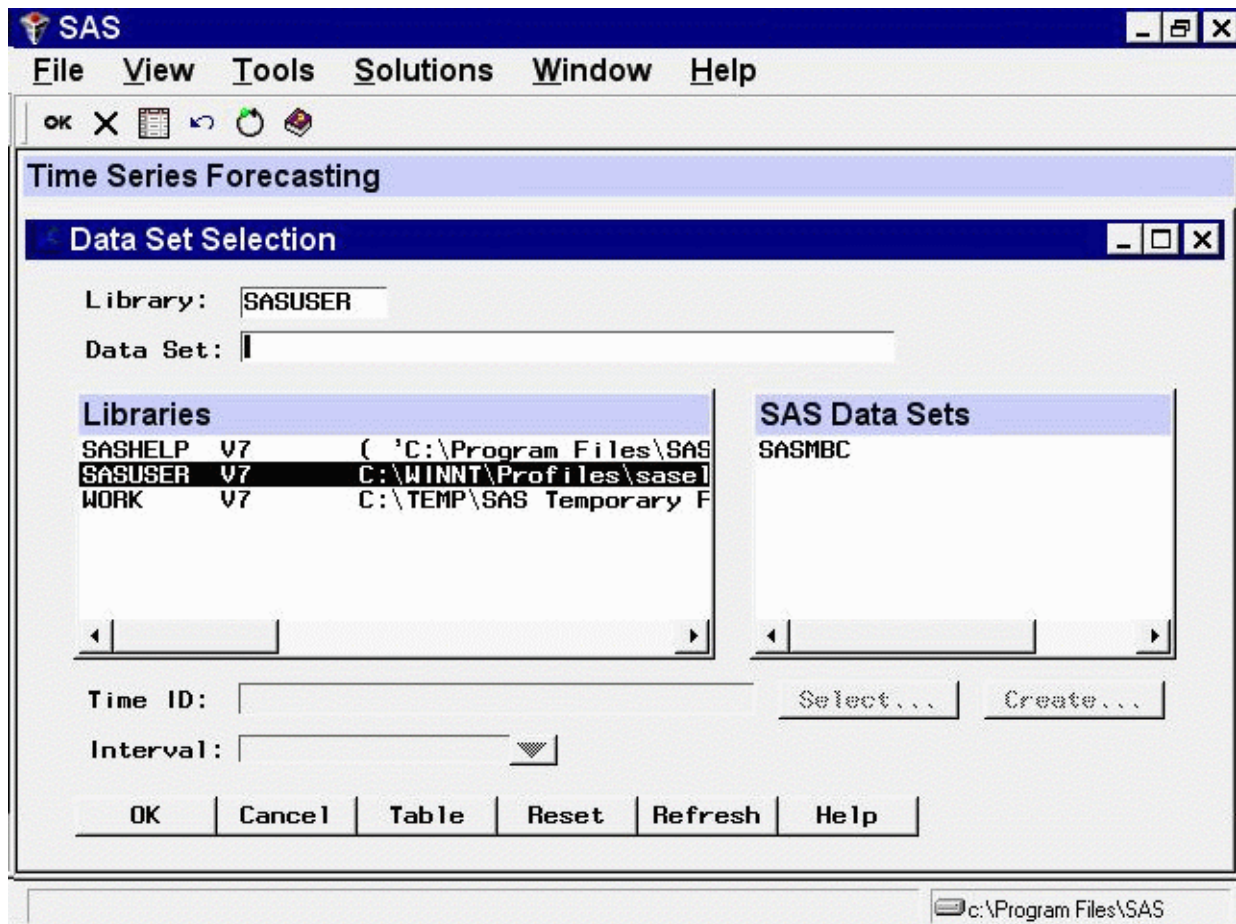 SAS
File View Tools Solutions Window Help
OK
Time Series Forecasting
Data Set Selection
Library: SASUSER
Data Set:
Libraries
SASHELP V7 ( 'C:\Program Files\SAS
SASUSER V7 C:\WINNT\Profiles\sasel
WORK V7 C:\TEMP\SAS Temporary F
SAS Data Sets
SASMBC
Time ID: Select... Create...
Interval:
OK Cancel Table Reset Refresh Help
c:\Program Files\SAS